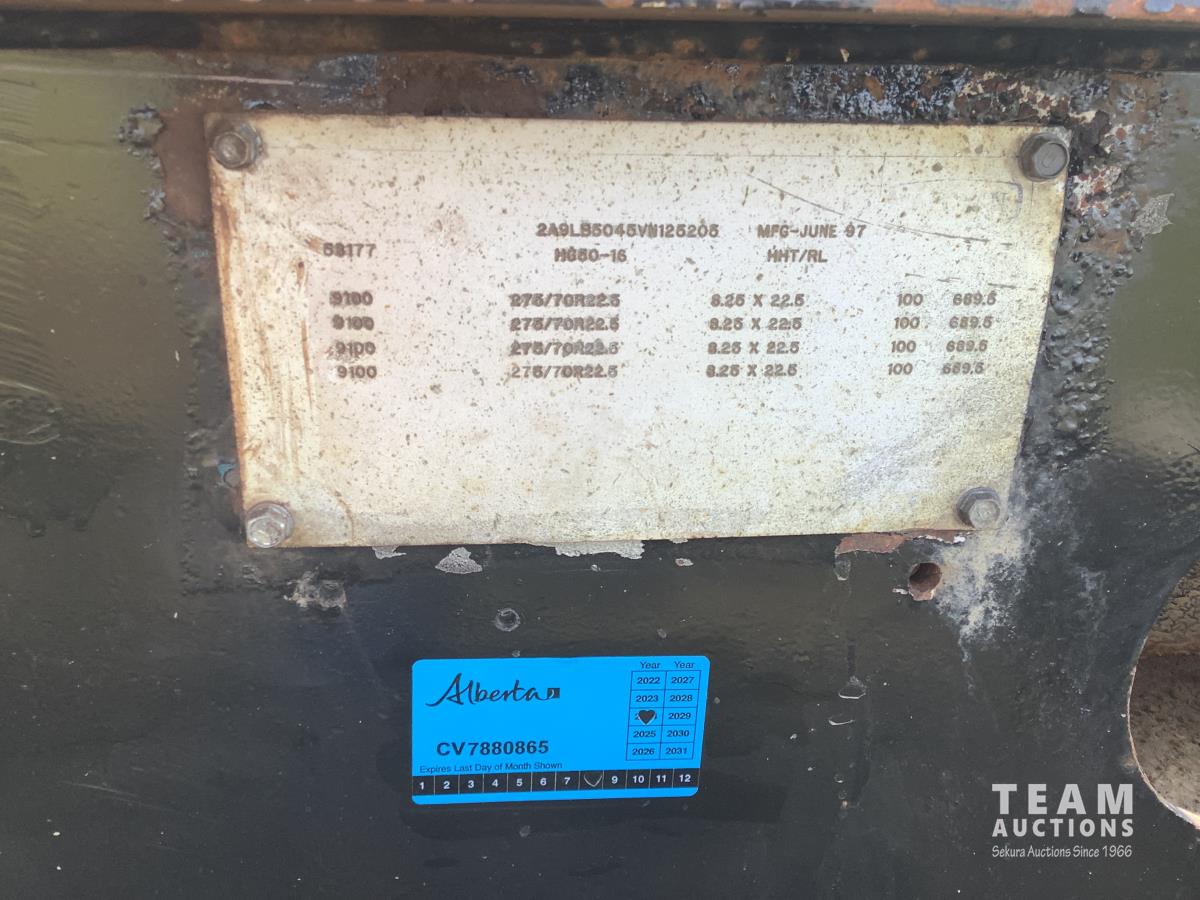 2A9LB5045VN125205 MFG-JUNE 97
53177 HG50-16 HHT/RL
9100 275/70R22.5 8.25 X 22.5 100 689.5
9100 275/70R22.5 8.25 X 22.5 100 689.5
9100 275/70R22.5 8.25 X 22.5 100 689.5
9100 275/70R22.5 8.25 X 22.5 100 689.5
Alberta
Year Year
2022 2027
2023 2028
2029
2025 2030
2026 2031
CV7880865
Expires Last Day of Month Shown
1 2 3 4 5 6 7 9 10 11 12
TEAM
AUCTIONS
Sekura Auctions Since 1966